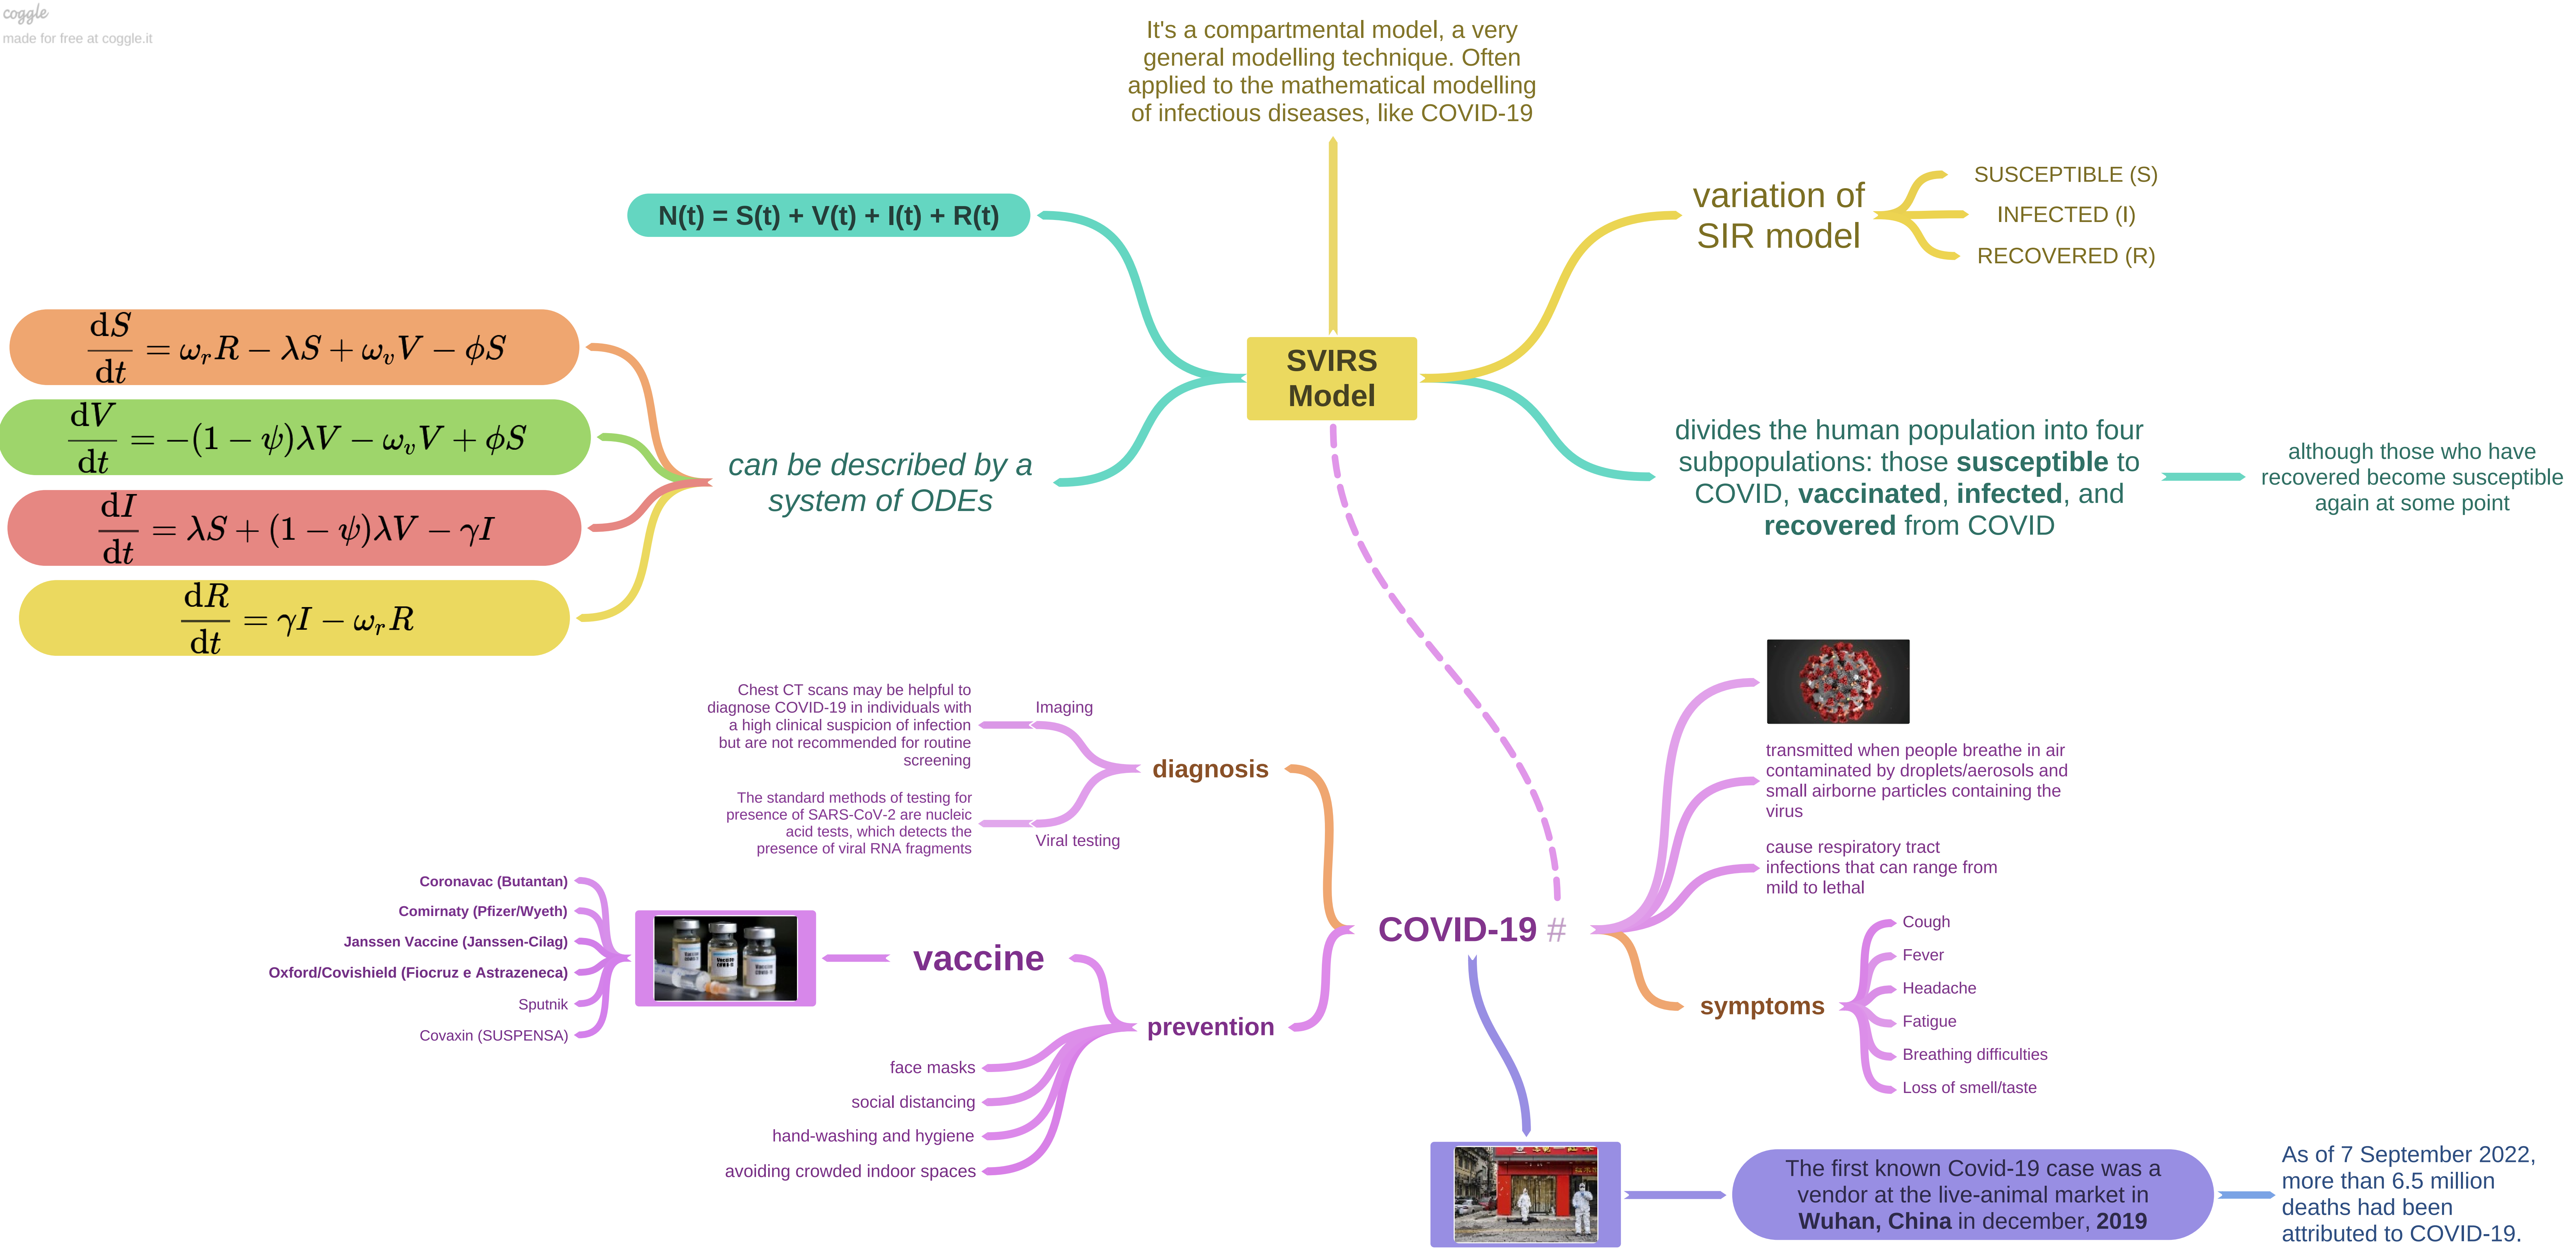 coggle
made for free at coggle.it
It's a compartmental model, a very
general modelling technique. Often
applied to the mathematical modelling
of infectious diseases, like COVID-19
N(t) = S(t) + V(t) + I(t) + R(t)
variation of
SIR model
SUSCEPTIBLE (S)
INFECTED (I)
RECOVERED (R)
SVIRS
Model
dS/dt = ω_r R − λS + ω_v V − ϕS
dV/dt = −(1 − ψ)λV − ω_v V + ϕS
dI/dt = λS + (1 − ψ)λV − γI
dR/dt = γI − ω_r R
can be described by a
system of ODEs
divides the human population into four
subpopulations: those susceptible to
COVID, vaccinated, infected, and
recovered from COVID
although those who have
recovered become susceptible
again at some point
Chest CT scans may be helpful to
diagnose COVID-19 in individuals with
a high clinical suspicion of infection
but are not recommended for routine
screening
Imaging
The standard methods of testing for
presence of SARS-CoV-2 are nucleic
acid tests, which detects the
presence of viral RNA fragments
Viral testing
diagnosis
transmitted when people breathe in air
contaminated by droplets/aerosols and
small airborne particles containing the
virus
cause respiratory tract
infections that can range from
mild to lethal
COVID-19 #
symptoms
Cough
Fever
Headache
Fatigue
Breathing difficulties
Loss of smell/taste
Coronavac (Butantan)
Comirnaty (Pfizer/Wyeth)
Janssen Vaccine (Janssen-Cilag)
Oxford/Covishield (Fiocruz e Astrazeneca)
Sputnik
Covaxin (SUSPENSA)
vaccine
prevention
face masks
social distancing
hand-washing and hygiene
avoiding crowded indoor spaces
The first known Covid-19 case was a
vendor at the live-animal market in
Wuhan, China in december, 2019
As of 7 September 2022,
more than 6.5 million
deaths had been
attributed to COVID-19.